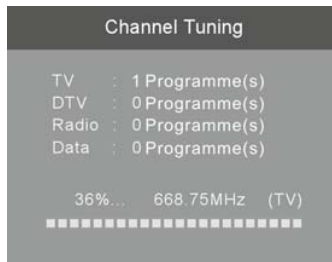 Channel Tuning
TV : 1 Programme(s)
DTV : 0 Programme(s)
Radio : 0 Programme(s)
Data : 0 Programme(s)
36%... 668.75MHz (TV)